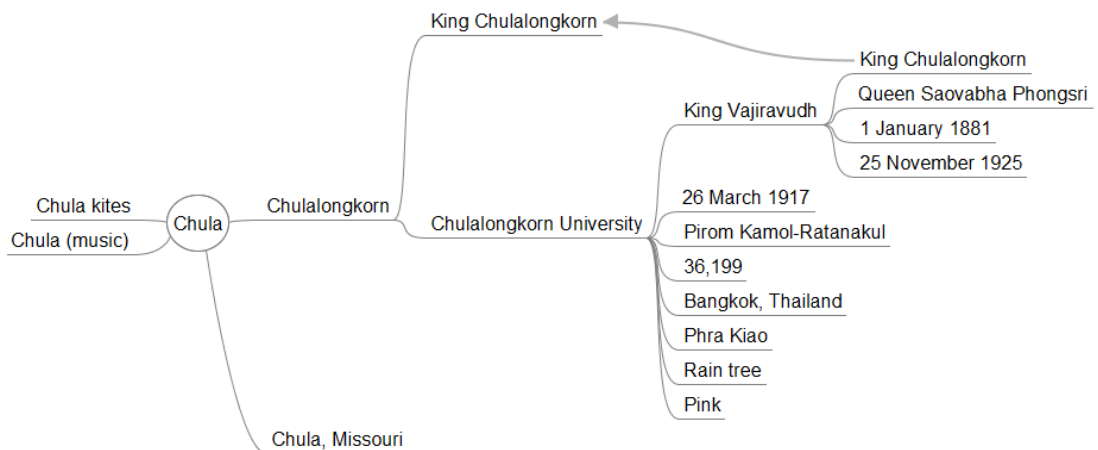 King Chulalongkorn
King Chulalongkorn
Queen Saovabha Phongsri
King Vajiravudh
1 January 1881
25 November 1925
26 March 1917
Chula kites
Chulalongkorn
Chula
Chulalongkorn University
Pirom Kamol-Ratanakul
Chula (music)
36,199
Bangkok, Thailand
Phra Kiao
Rain tree
Pink
Chula, Missouri